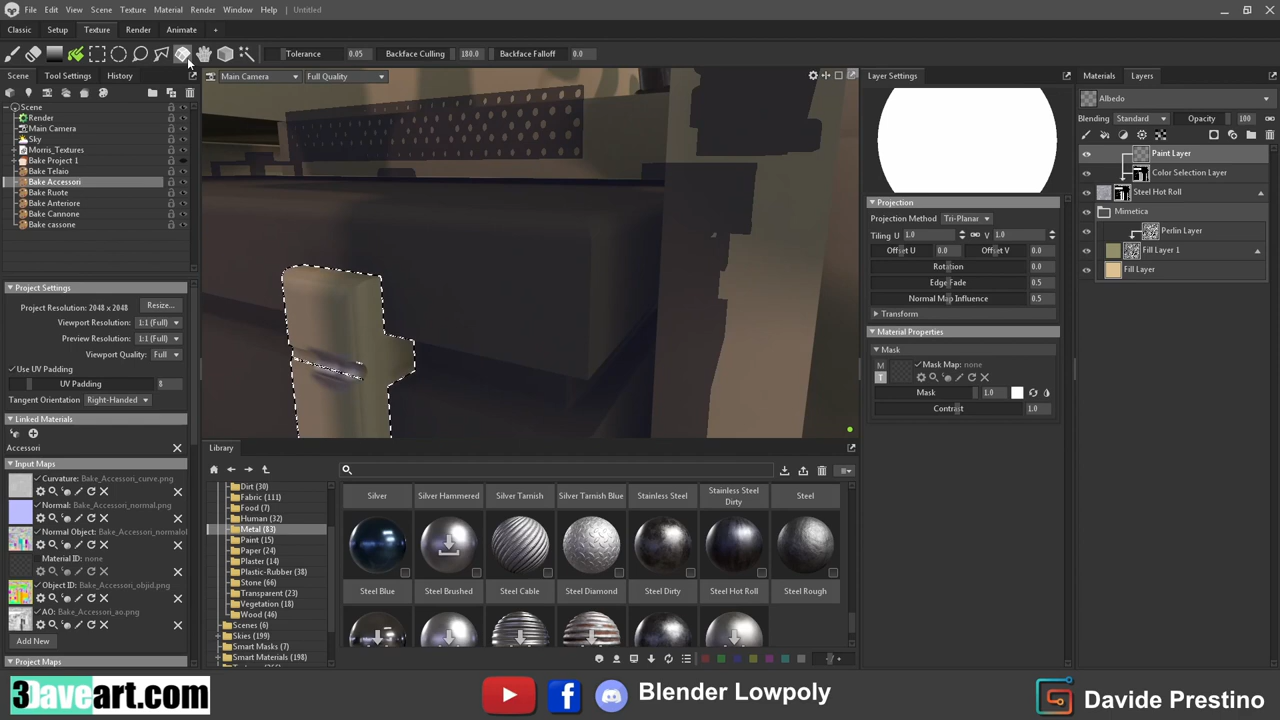 File Edit View Scene Texture Material Render Window Help Untitled
Classic Setup Texture Render Animate +
Tolerance 0.05 Backface Culling 180.0 Backface Falloff 0.0
Scene Tool Settings History
Main Camera Full Quality
Layer Settings
Materials Layers
Scene
Render
Main Camera
Sky
Morris_Textures
Bake Project 1
Bake Telaio
Bake Accessori
Bake Ruote
Bake Anteriore
Bake Cannone
Bake cassone
Project Settings
Project Resolution: 2048 x 2048 Resize...
Viewport Resolution: 1:1 (Full)
Preview Resolution: 1:1 (Full)
Viewport Quality: Full
Use UV Padding
UV Padding 8
Tangent Orientation Right-Handed
Linked Materials
Accessori
Input Maps
Curvature: Bake_Accessori_curve.png
Normal: Bake_Accessori_normal.png
Normal Object: Bake_Accessori_normalol
Material ID: none
Object ID: Bake_Accessori_objid.png
AO: Bake_Accessori_ao.png
Add New
Project Maps
Library
Dirt (30)
Fabric (111)
Food (7)
Human (32)
Metal (83)
Paint (15)
Paper (24)
Plaster (14)
Plastic-Rubber (38)
Stone (66)
Transparent (23)
Vegetation (18)
Wood (46)
Scenes (6)
Skies (199)
Smart Masks (7)
Smart Materials (198)
Silver Silver Hammered Silver Tarnish Silver Tarnish Blue Stainless Steel Stainless Steel Dirty Steel
Steel Blue Steel Brushed Steel Cable Steel Diamond Steel Dirty Steel Hot Roll Steel Rough
Projection
Projection Method Tri-Planar
Tiling U 1.0 V 1.0
Offset U 0.0 Offset V 0.0
Rotation 0.0
Edge Fade 0.5
Normal Map Influence 0.5
Transform
Material Properties
Mask
M Mask Map: none
T
Mask 1.0
Contrast 1.0
Albedo
Blending Standard Opacity 100
Paint Layer
Color Selection Layer
Steel Hot Roll
Mimetica
Perlin Layer
Fill Layer 1
Fill Layer
3Daveart.com
Blender Lowpoly
Davide Prestino